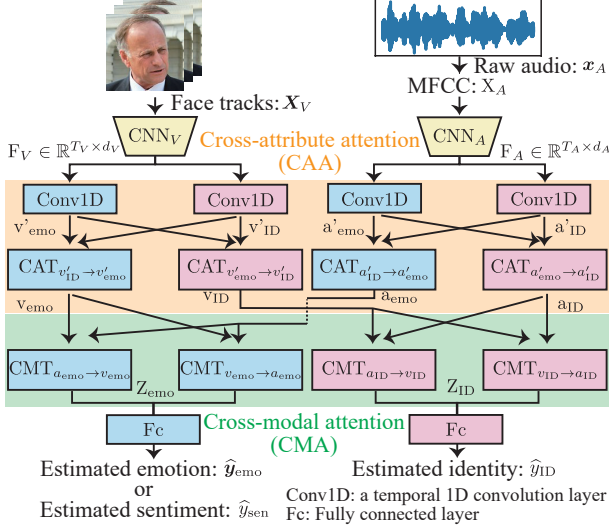 Raw audio: x_A
MFCC: X_A
Face tracks: X_V
CNN_V
CNN_A
Cross-attribute attention
(CAA)
F_V ∈ ℝ^{T_V×d_V}
F_A ∈ ℝ^{T_A×d_A}
Conv1D Conv1D Conv1D Conv1D
v'_emo v'_ID a'_emo a'_ID
CAT_{v'_ID→v'_emo} CAT_{v'_emo→v'_ID} CAT_{a'_ID→a'_emo} CAT_{a'_emo→a'_ID}
v_emo v_ID a_emo a_ID
CMT_{a_emo→v_emo} CMT_{v_emo→a_emo} CMT_{a_ID→v_ID} CMT_{v_ID→a_ID}
Z_emo Z_ID
Fc Fc
Cross-modal attention
(CMA)
Estimated emotion: ŷ_emo
or
Estimated sentiment: ŷ_sen
Estimated identity: ŷ_ID
Conv1D: a temporal 1D convolution layer
Fc: Fully connected layer